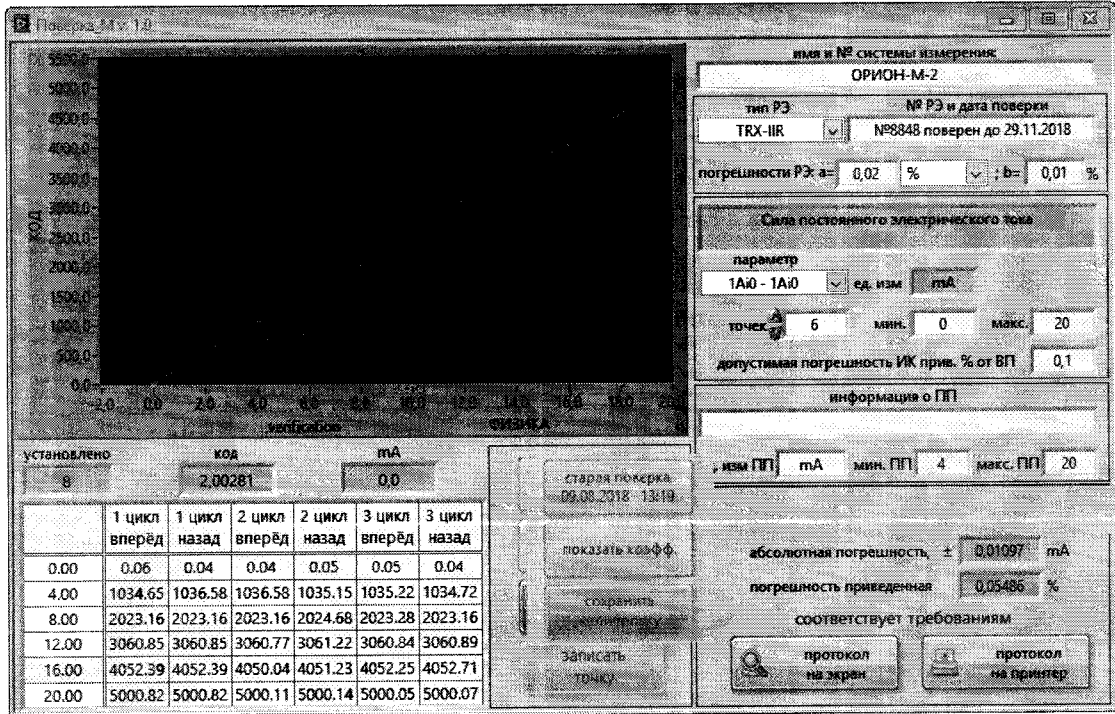 Поверка_М v. 1.0
имя и № системы измерения:
ОРИОН-М-2
тип РЭ
№ РЭ и дата поверки
TRX-IIR
№8848 поверен до 29.11.2018
погрешности РЭ: a= 0,02 % ; b= 0,01 %
Сила постоянного электрического тока
параметр
1Ai0 - 1Ai0 ед. изм mA
точек 6 мин. 0 макс. 20
допустимая погрешность ИК прив. % от ВП 0,1
информация о ПП
изм ПП mA мин. ПП 4 макс. ПП 20
код
5500,0
5000,0
4500,0
4000,0
3500,0
3000,0
2500,0
2000,0
1500,0
1000,0
500,0
0,0
-2,0 0,0 2,0 4,0 6,0 8,0 10,0 12,0 14,0 16,0 18,0
verification ФИЗИКА
установлено код mA
8 2,00281 0,0
1 цикл вперёд 1 цикл назад 2 цикл вперёд 2 цикл назад 3 цикл вперёд 3 цикл назад
0.00 0.06 0.04 0.04 0.05 0.05 0.04
4.00 1034.65 1036.58 1036.58 1035.15 1035.22 1034.72
8.00 2023.16 2023.16 2023.16 2024.68 2023.28 2023.16
12.00 3060.85 3060.85 3060.77 3061.22 3060.84 3060.89
16.00 4052.39 4052.39 4050.04 4051.23 4052.25 4052.71
20.00 5000.82 5000.82 5000.11 5000.14 5000.05 5000.07
старая поверка
09.08.2018 13:19
показать коэфф.
сохранить
записать
точку
абсолютная погрешность, ± 0,01097 mA
погрешность приведенная 0,05486 %
соответствует требованиям
протокол
на экран
протокол
на принтер